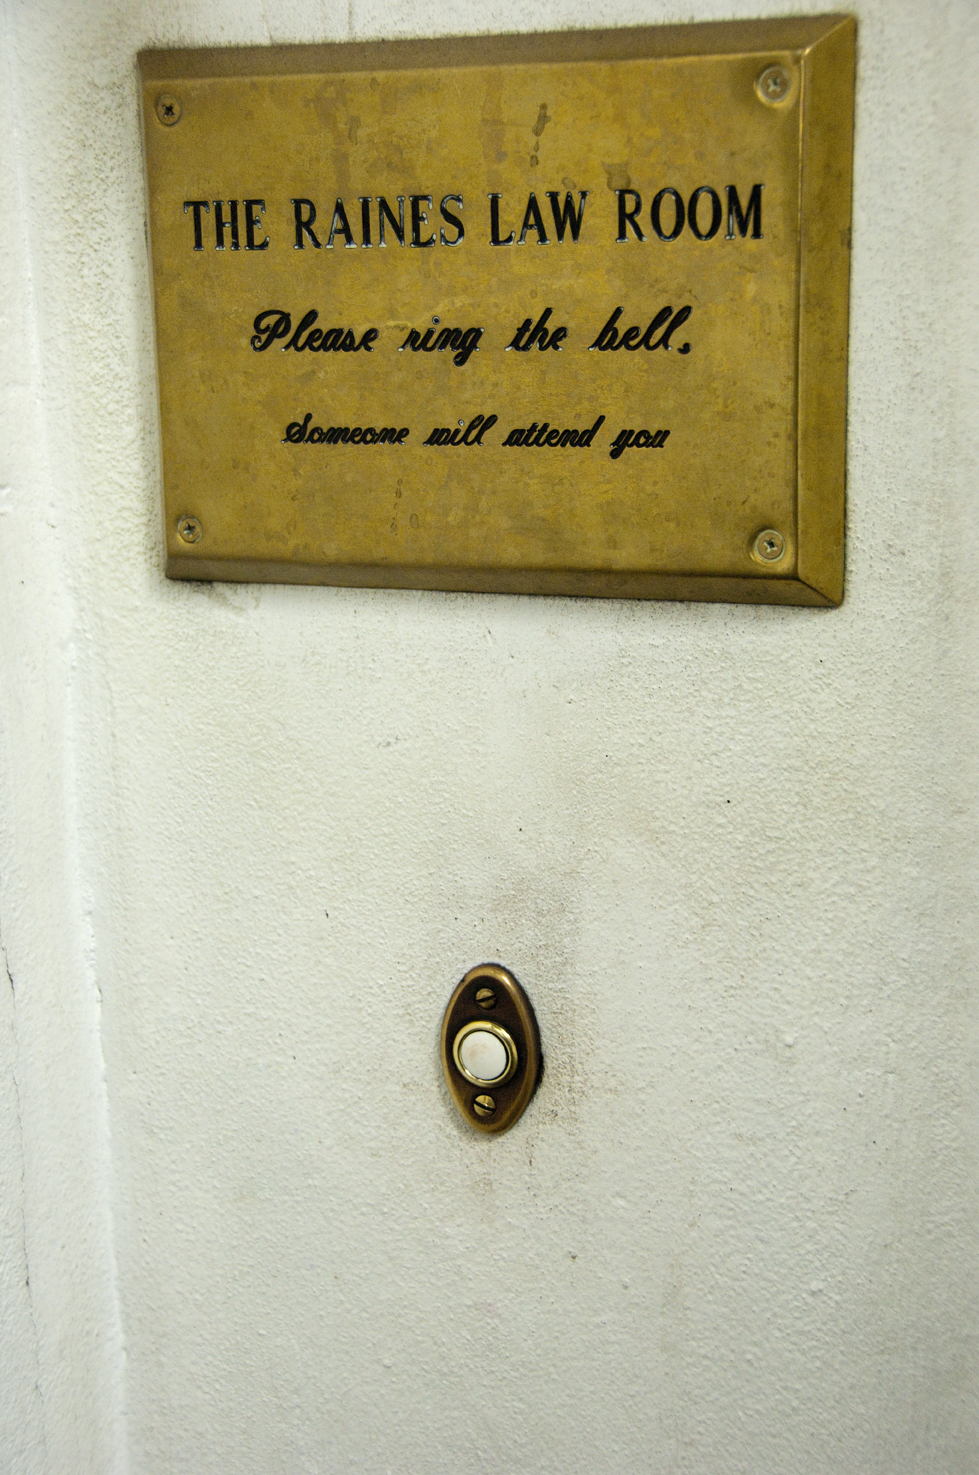 THE RAINES LAW ROOM
Please ring the bell.
Someone will attend you